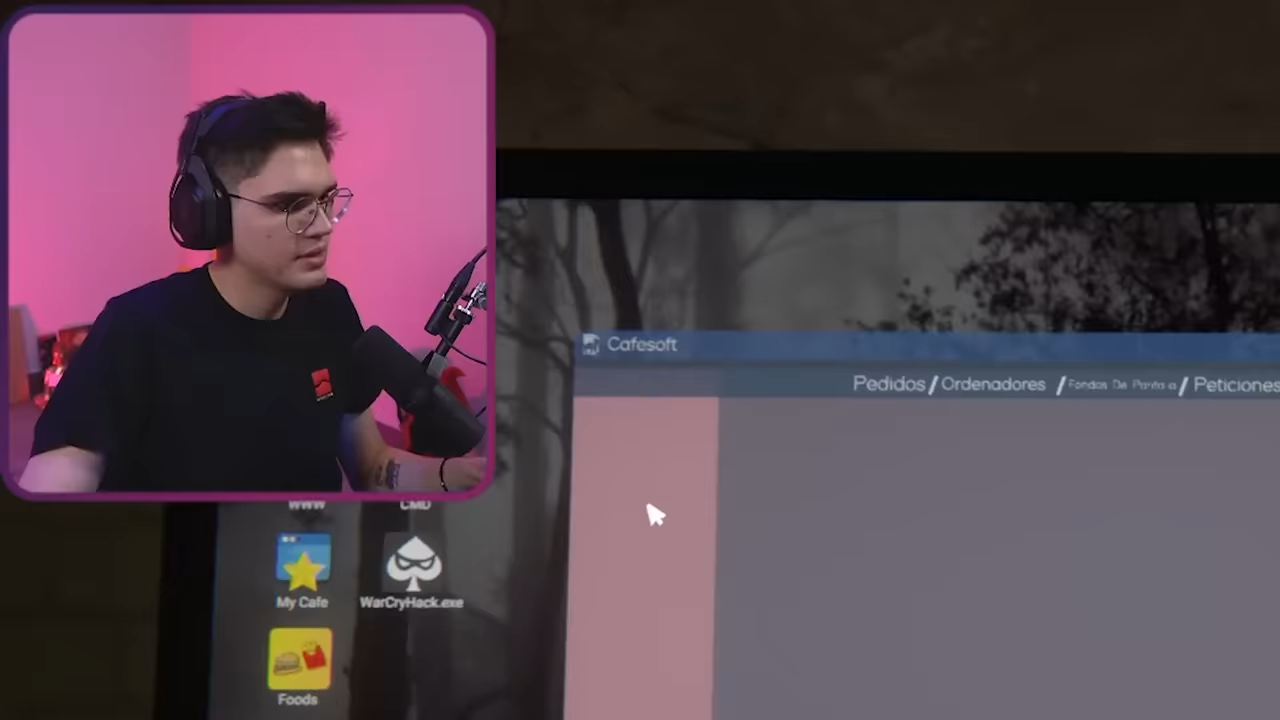 Cafesoft
Pedidos / Ordenadores / Fondos De Pantalla / Peticiones
WWW
CMD
My Cafe
WarCryHack.exe
Foods